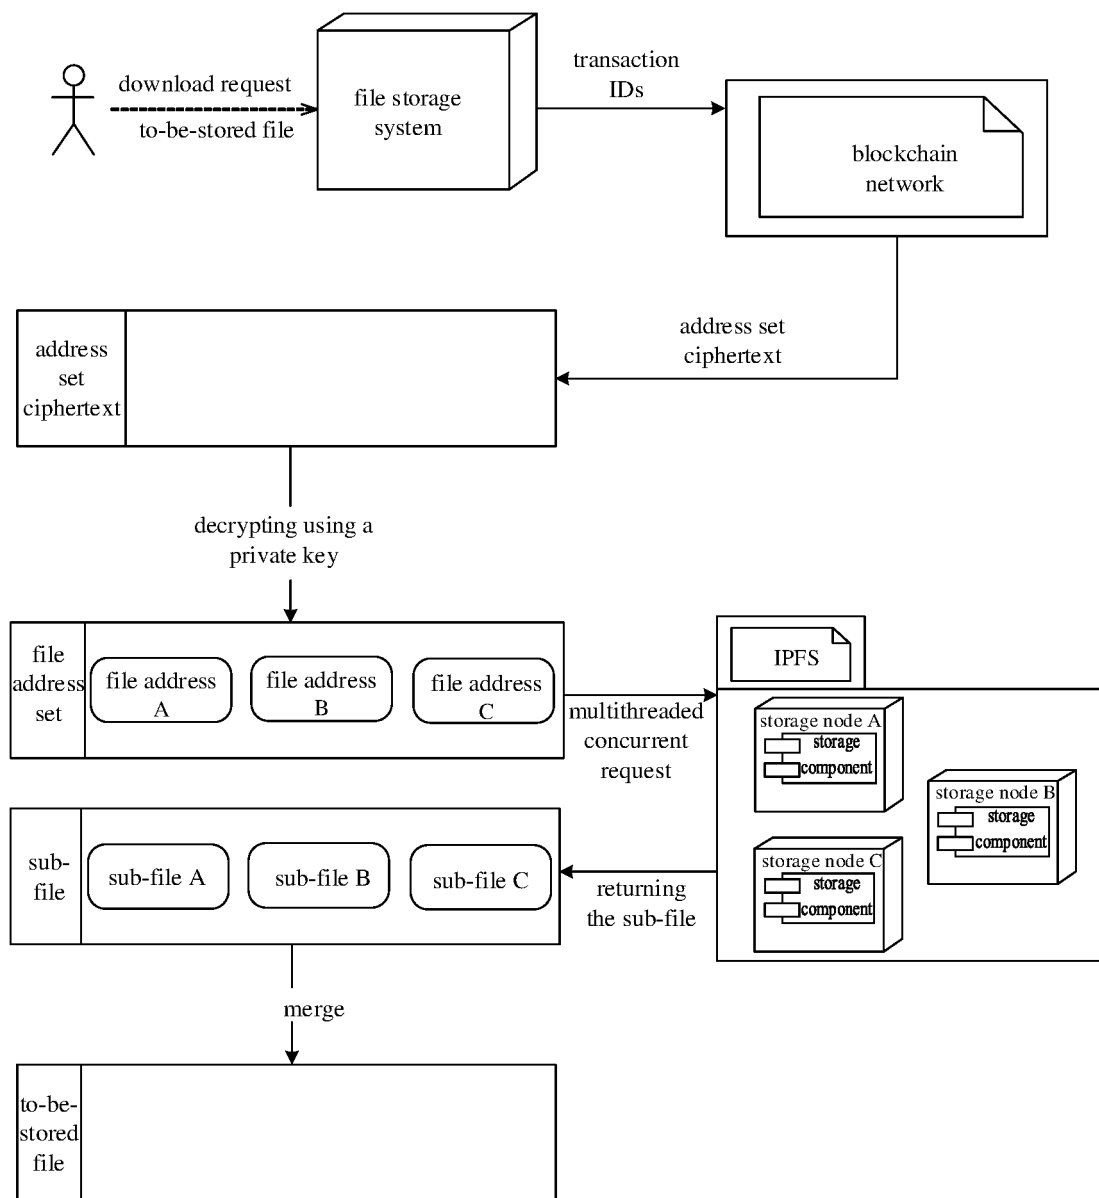 download request
to-be-stored file
file storage
system
transaction
IDs
blockchain
network
address set
ciphertext
address
set
ciphertext
decrypting using a
private key
file
address
set
file address
A
file address
B
file address
C
multithreaded
concurrent
request
IPFS
storage node A
storage
component
storage node B
storage
component
storage node C
storage
component
sub-
file
sub-file A
sub-file B
sub-file C
returning
the sub-file
merge
to-be-
stored
file